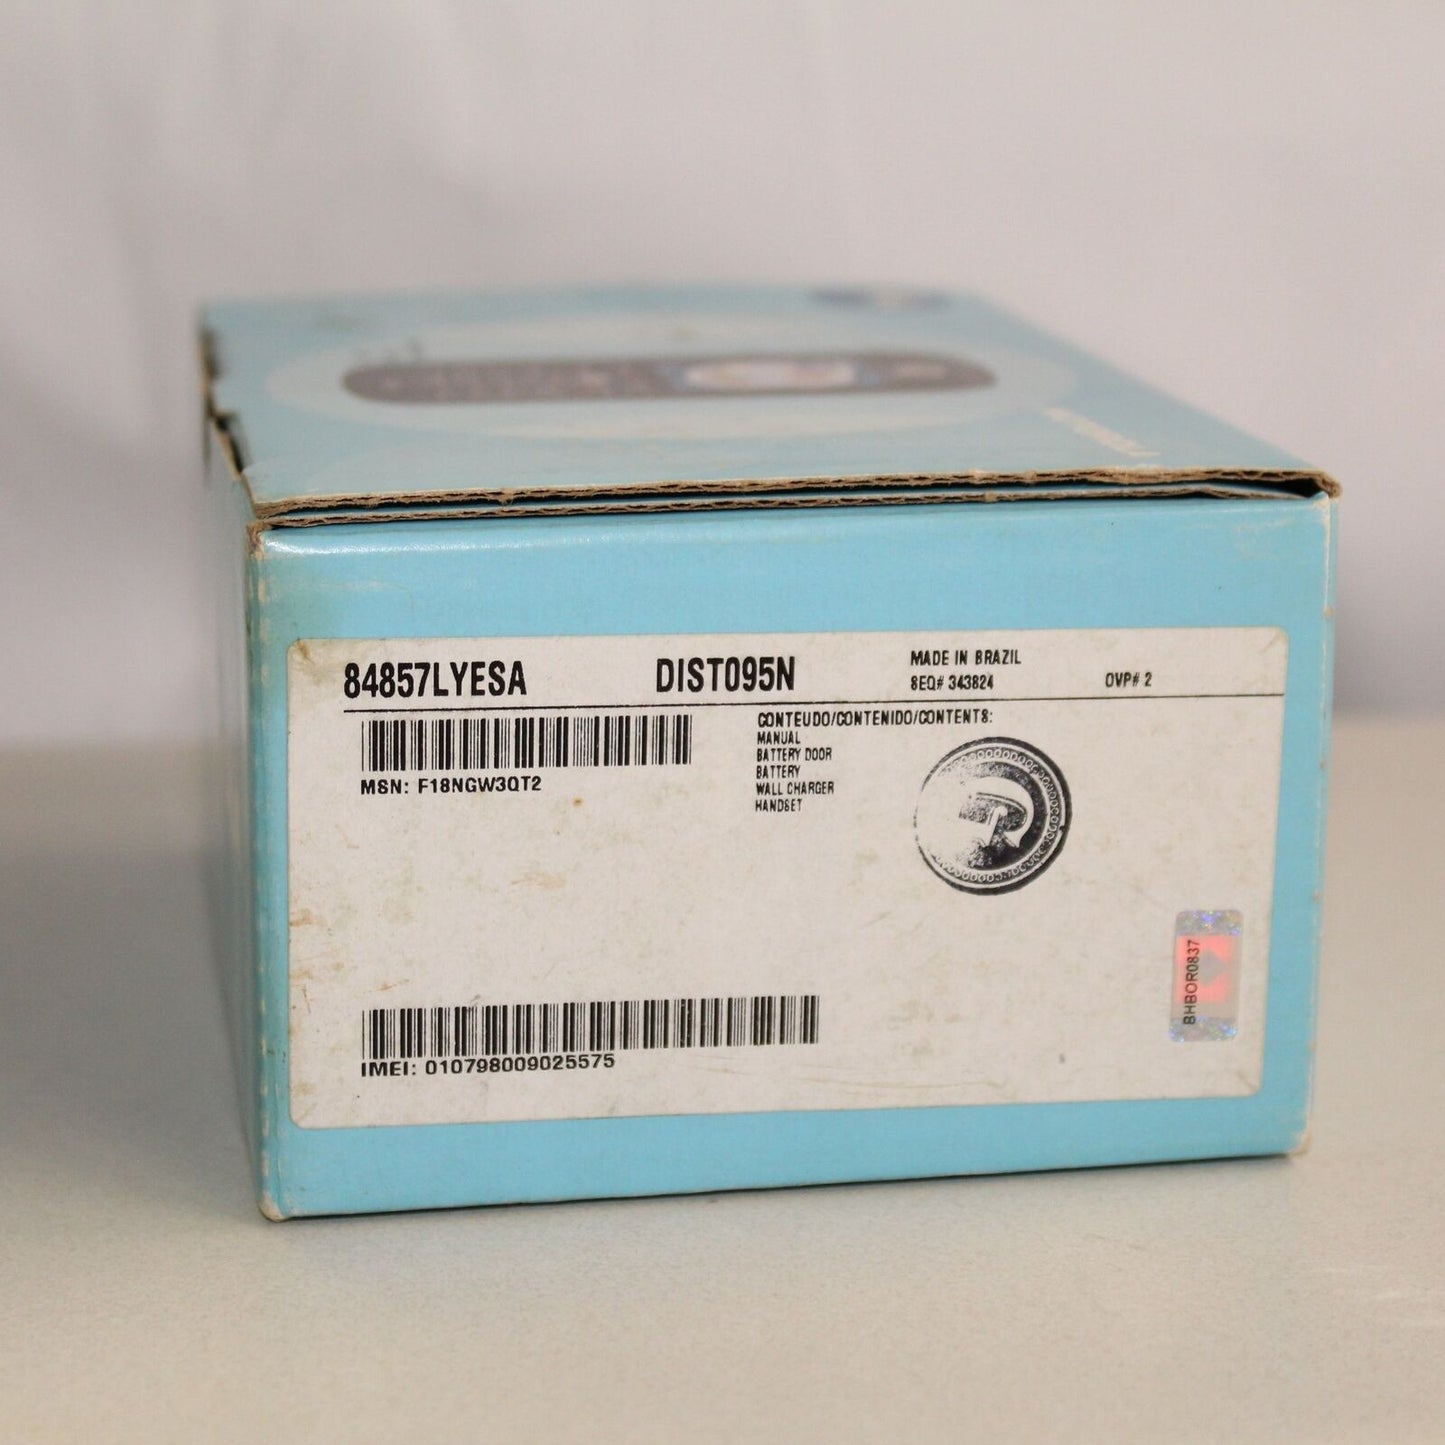 84857LYESA DIST095N MADE IN BRAZIL
SEQ# 343824 OVP# 2
MSN: F18NGW3QT2
CONTEUDO/CONTENIDO/CONTENTS:
MANUAL
BATTERY DOOR
BATTERY
WALL CHARGER
HANDSET
BHBOR0837
IMEI: 010798009025575